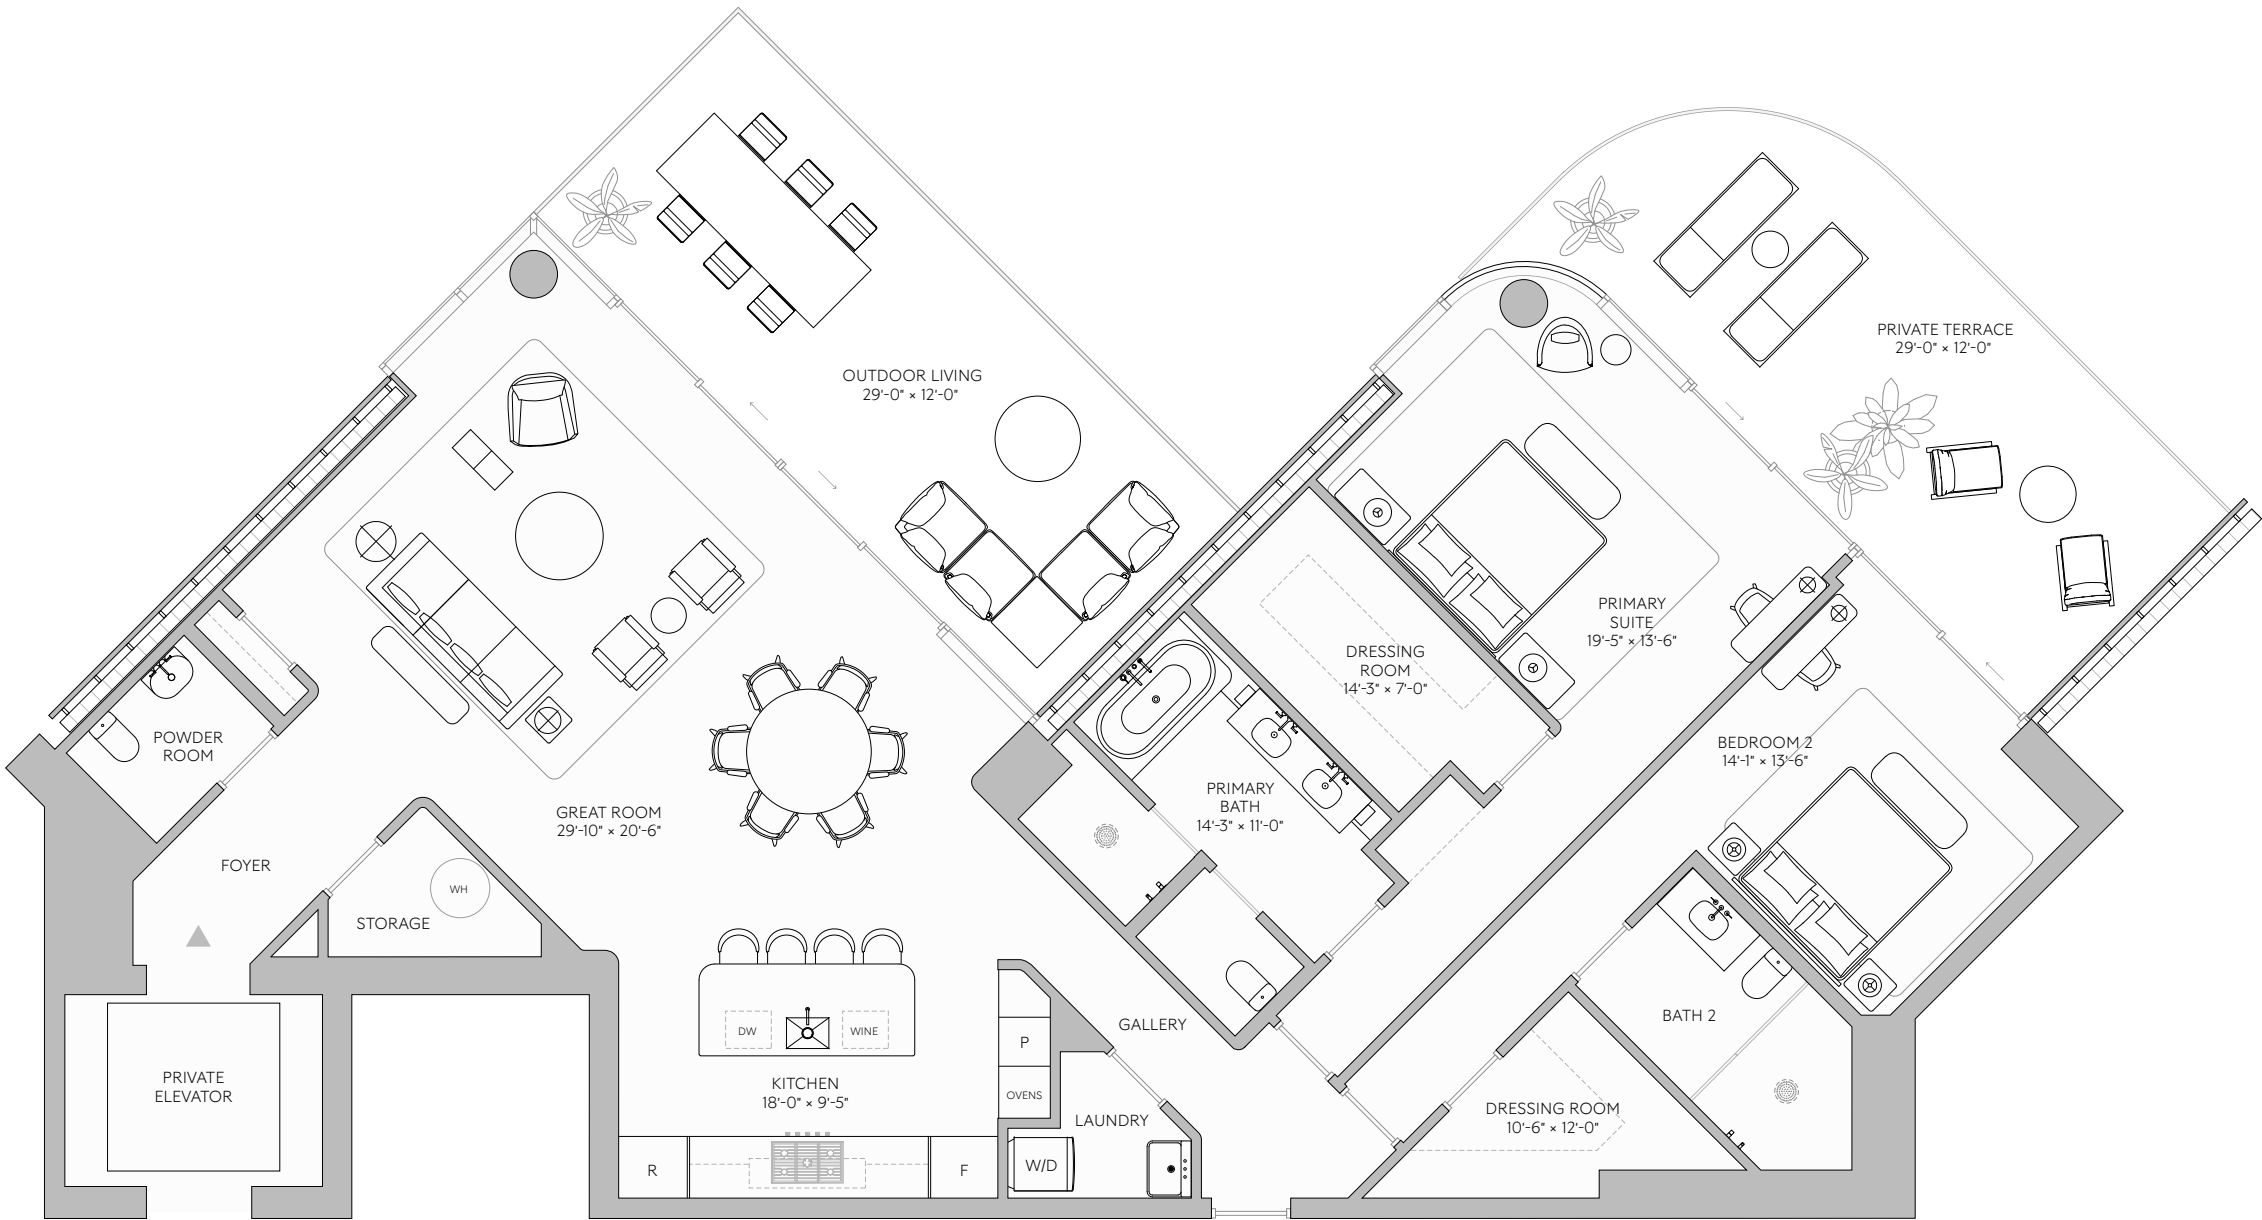 OUTDOOR LIVING
29'-0" × 12'-0"
PRIVATE TERRACE
29'-0" × 12'-0"
PRIMARY
SUITE
19'-5" × 13'-6"
DRESSING
ROOM
14'-3" × 7'-0"
POWDER
ROOM
BEDROOM 2
14'-1" × 13'-6"
PRIMARY
BATH
14'-3" × 11'-0"
GREAT ROOM
29'-10" × 20'-6"
FOYER
WH
STORAGE
DW
WINE
P
GALLERY
BATH 2
PRIVATE
ELEVATOR
KITCHEN
18'-0" × 9'-5"
OVENS
LAUNDRY
DRESSING ROOM
10'-6" × 12'-0"
R
F
W/D